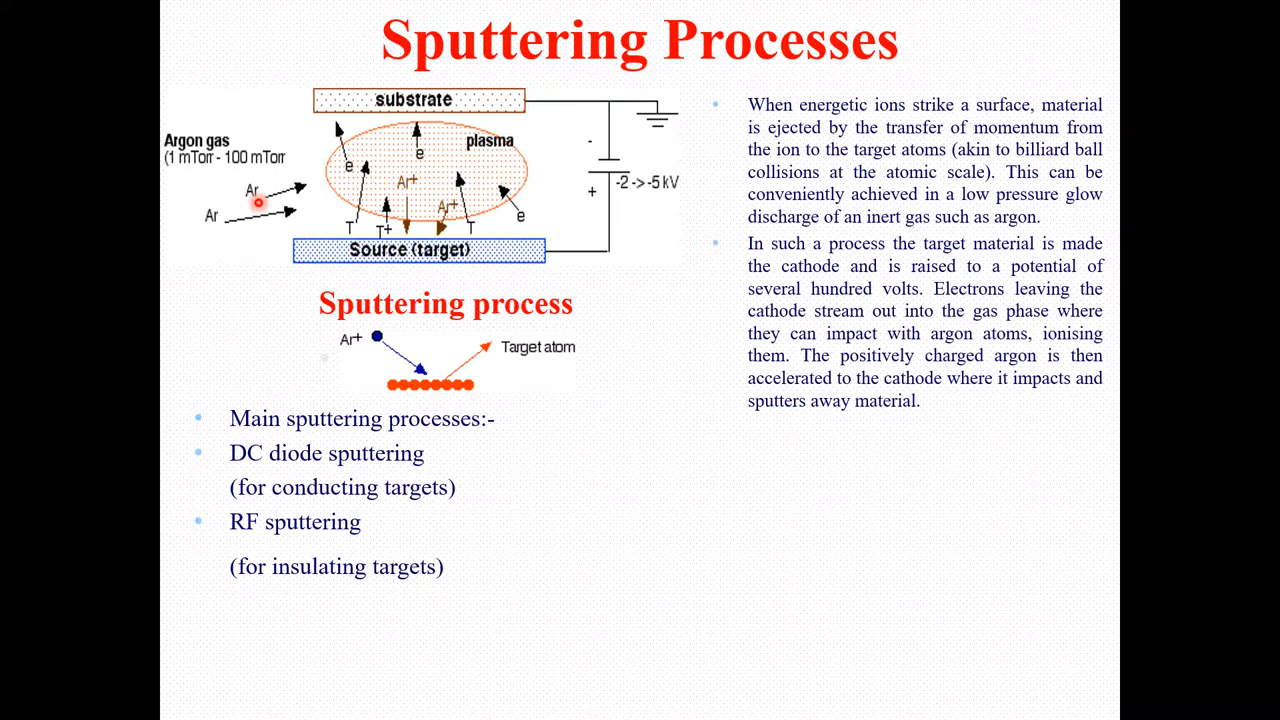 Sputtering Processes
substrate
Argon gas
(1 mTorr - 100 mTorr
plasma
e
e
Ar+
Ar
Ar+
Ar
e
T
T+
T
-
-2 -> -5 kV
+
Source (target)
Sputtering process
Ar+
Target atom
• Main sputtering processes:-
• DC diode sputtering
(for conducting targets)
• RF sputtering
(for insulating targets)
• When energetic ions strike a surface, material
is ejected by the transfer of momentum from
the ion to the target atoms (akin to billiard ball
collisions at the atomic scale). This can be
conveniently achieved in a low pressure glow
discharge of an inert gas such as argon.
• In such a process the target material is made
the cathode and is raised to a potential of
several hundred volts. Electrons leaving the
cathode stream out into the gas phase where
they can impact with argon atoms, ionising
them. The positively charged argon is then
accelerated to the cathode where it impacts and
sputters away material.